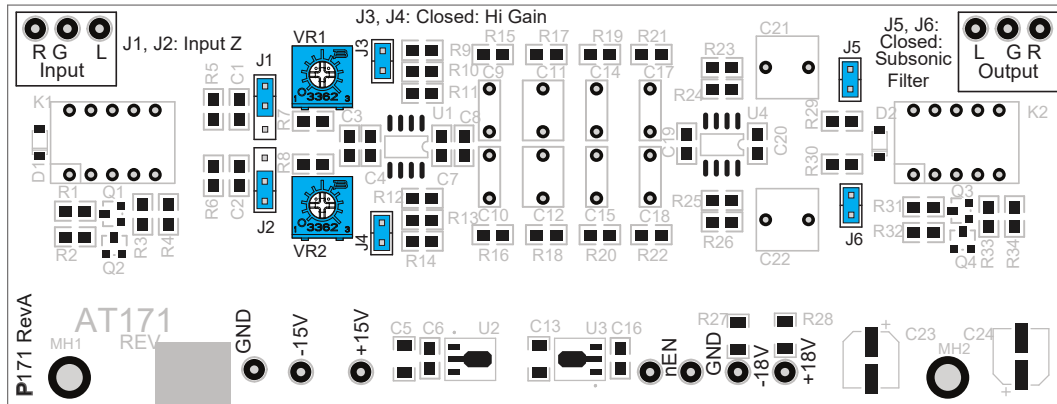 J3, J4: Closed: Hi Gain
J1, J2: Input Z
J5, J6:
Closed:
Subsonic
Filter
R G L
Input
L G R
Output
VR1
J3
R9
R10
R11
R15
R17
R19
R21
C9
C11
C14
C17
R23
R24
C21
J5
K1
D1
R5
C1
J1
3362
1 3
R7
C3
U1
C8
C19
U4
C20
R29
D2
K2
R1
R2
Q1
Q2
R3
R4
R6
C2
J2
R8
C4
C7
R12
R13
R14
3362
1 3
VR2
J4
C10
C12
C15
C18
R16
R18
R20
R22
R25
R26
C22
R30
J6
R31
R32
Q3
Q4
R33
R34
P171 RevA
AT171
REV
MH1
GND
-15V
+15V
C5
C6
U2
C13
U3
C16
nEN
GND
R27
-18V
R28
+18V
C23
MH2
C24